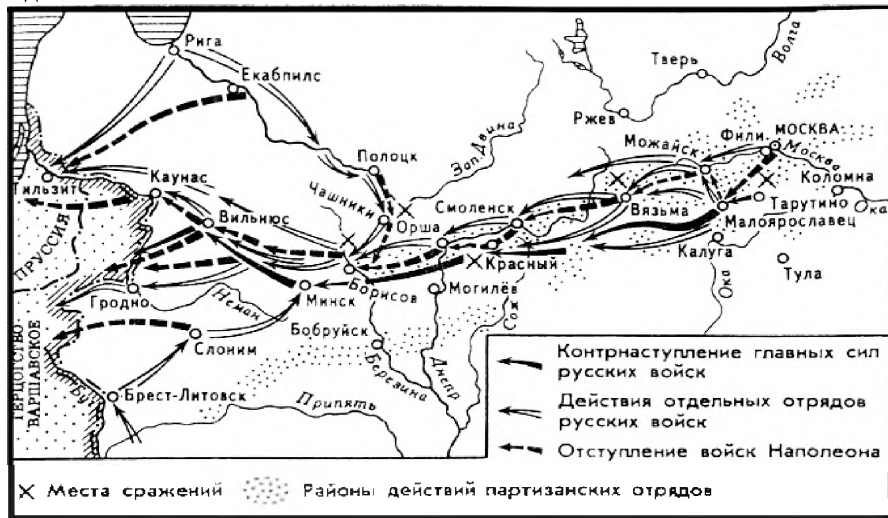 Рига
Екабпилс
Тверь
Волга
Ржев
Зап. Двина
Полоцк
Можайск
Фили
МОСКВА
Москва
Коломна
Ока
Тильзит
Каунас
Чашники
Орша
Смоленск
Вязьма
Тарутино
Малоярославец
Вильнюс
ПРУССИЯ
Красный
Калуга
Тула
Гродно
Неман
Минск
Борисов
Могилёв
Сож
Ока
Бобруйск
Слоним
Березина
Днепр
ГЕРЦОГСТВО
ВАРШАВСКОЕ
Буг
Брест-Литовск
Припять
Контрнаступление главных сил
русских войск
Действия отдельных отрядов
русских войск
Отступление войск Наполеона
Места сражений
Районы действий партизанских отрядов